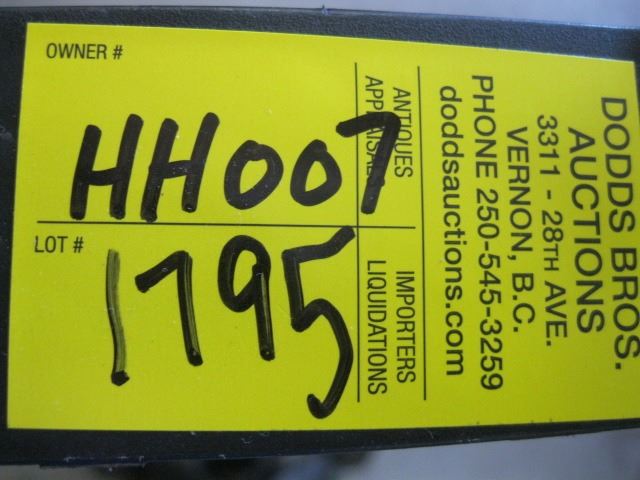 DODDS BROS.
AUCTIONS
3311 - 28TH AVE.
VERNON, B.C.
PHONE 250-545-3259
doddsauctions.com
ANTIQUES
APPRAISALS
IMPORTERS
LIQUIDATIONS
OWNER #
HH007
LOT #
1795